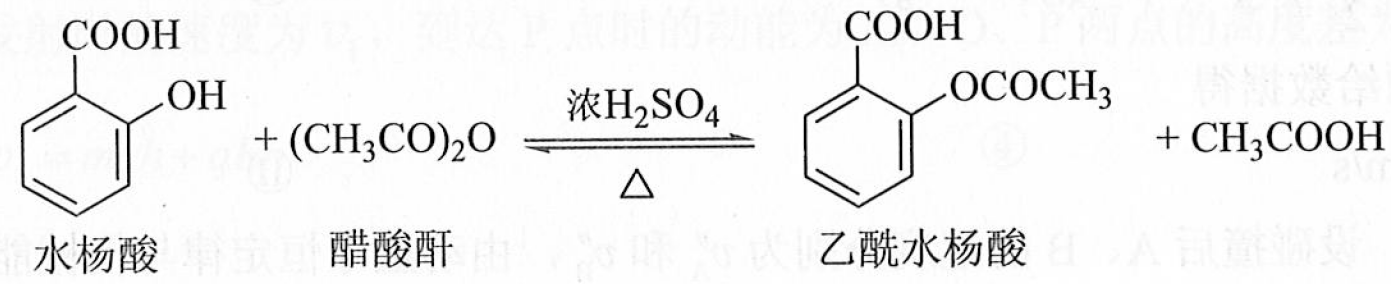 COOH
OH
+ (CH₃CO)₂O
浓H₂SO₄
△
COOH
OCOCH₃
+ CH₃COOH
水杨酸 醋酸酐 乙酰水杨酸